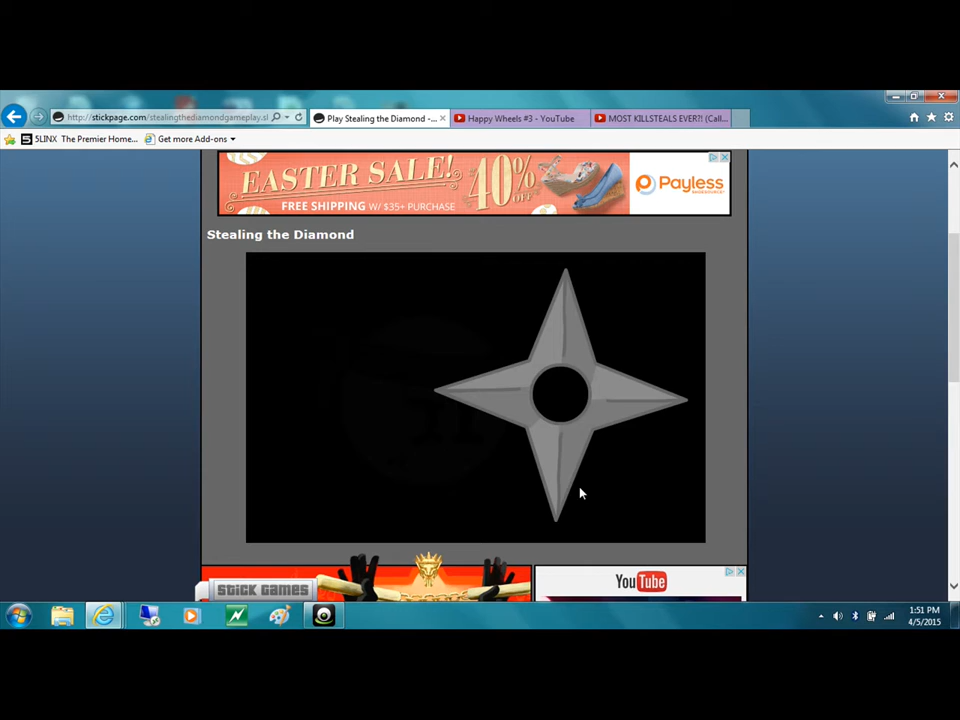 http://stickpage.com/stealingthediamondgameplay.sl
Play Stealing the Diamond -...
Happy Wheels #3 - YouTube
MOST KILLSTEALS EVER?! (Call...
5LINX The Premier Home...
Get more Add-ons
EASTER SALE!
FREE SHIPPING W/ $35+ PURCHASE
40% OFF
Payless
Stealing the Diamond
STICK GAMES
YouTube
1:51 PM
4/5/2015